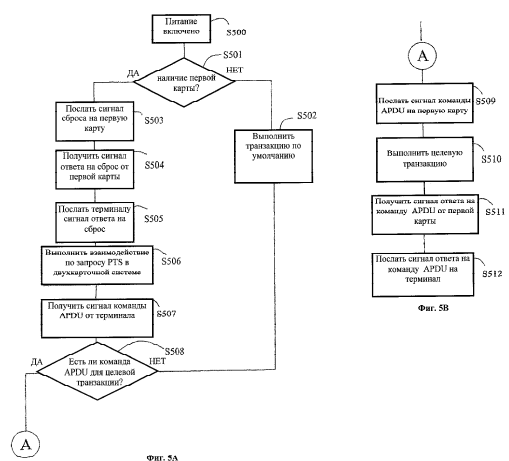 Питание
включено
S500
S501
ДА
наличие первой
карты?
НЕТ
Послать сигнал
сброса на первую
карту
S503
S502
Выполнить
транзакцию по
умолчанию
Получить сигнал
ответа на сброс от
первой карты
S504
Послать терминалу
сигнал ответа на
сброс
S505
Выполнить взаимодействие
по запросу PTS в
двухкарточной системе
S506
Получить сигнал команды
APDU от терминала
S507
S508
ДА
Есть ли команда
APDU для целевой
транзакции?
НЕТ
A
Фиг. 5А
A
Послать сигнал команды
APDU на первую карту
S509
Выполнить целевую
транзакцию
S510
Получить сигнал ответа на
команду APDU от первой
карты
S511
Послать сигнал ответа на
команду APDU на
терминал
S512
Фиг. 5В